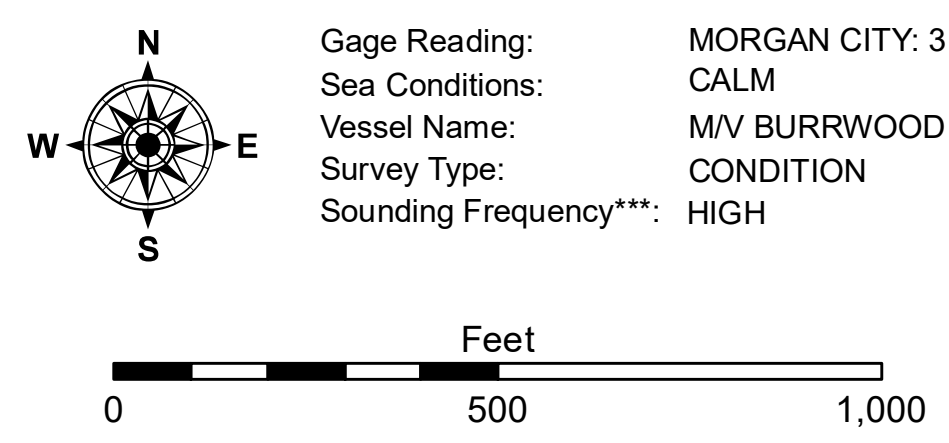 N
W E
S
Gage Reading: MORGAN CITY: 3
Sea Conditions: CALM
Vessel Name: M/V BURRWOOD
Survey Type: CONDITION
Sounding Frequency***: HIGH
Feet
0 500 1,000